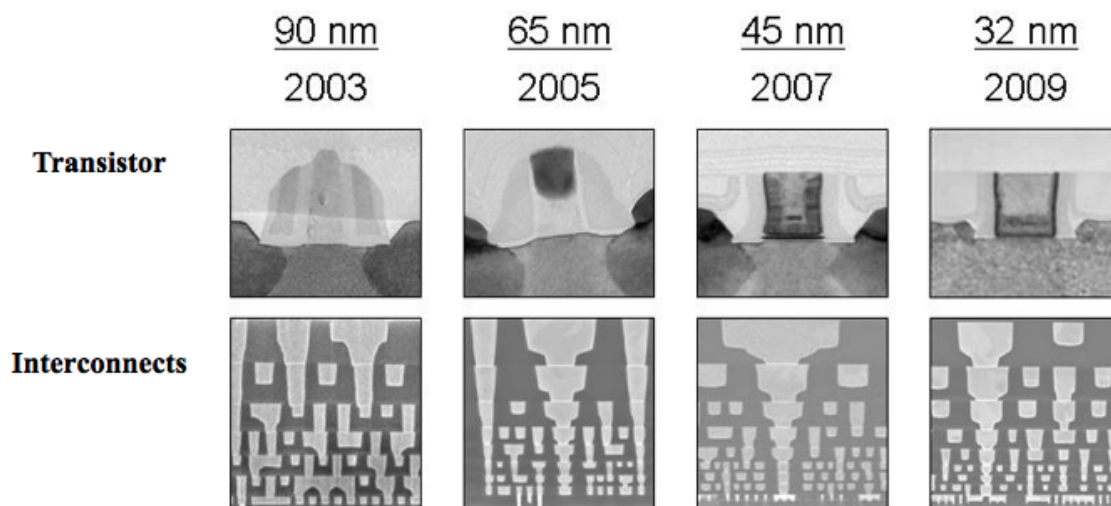 90 nm 65 nm 45 nm 32 nm
2003 2005 2007 2009
Transistor
Interconnects